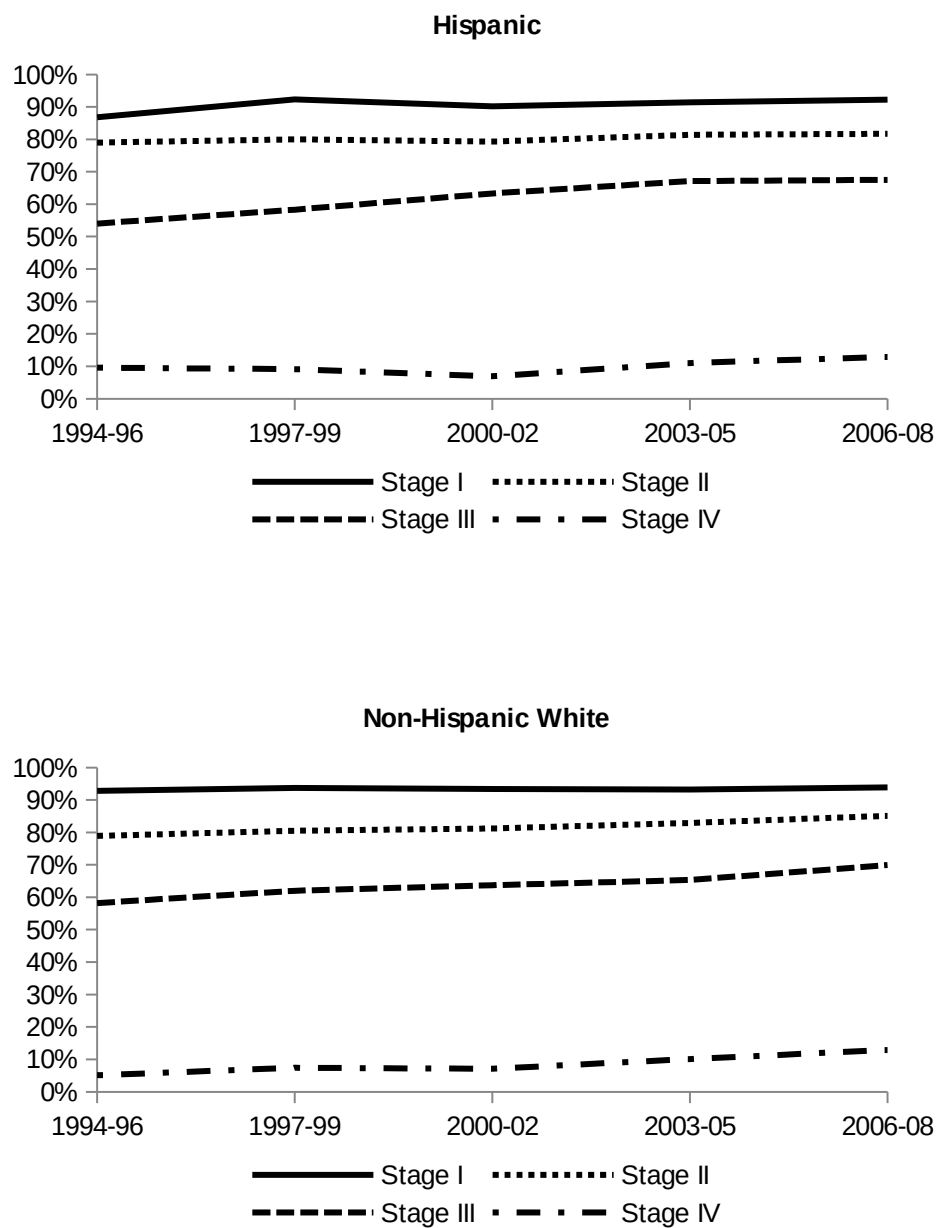 Hispanic
100%
90%
80%
70%
60%
50%
40%
30%
20%
10%
0%
1994-96 1997-99 2000-02 2003-05 2006-08
Stage I Stage II
Stage III Stage IV
Non-Hispanic White
100%
90%
80%
70%
60%
50%
40%
30%
20%
10%
0%
1994-96 1997-99 2000-02 2003-05 2006-08
Stage I Stage II
Stage III Stage IV